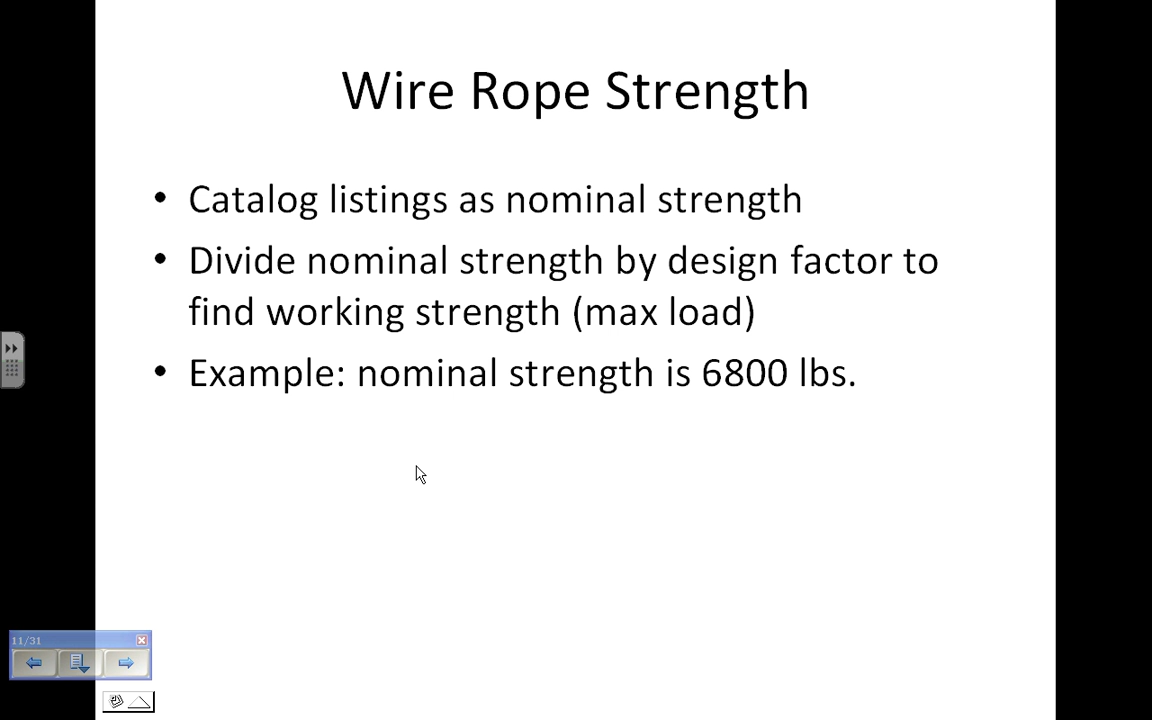 Wire Rope Strength
• Catalog listings as nominal strength
• Divide nominal strength by design factor to
find working strength (max load)
• Example: nominal strength is 6800 lbs.
11/31